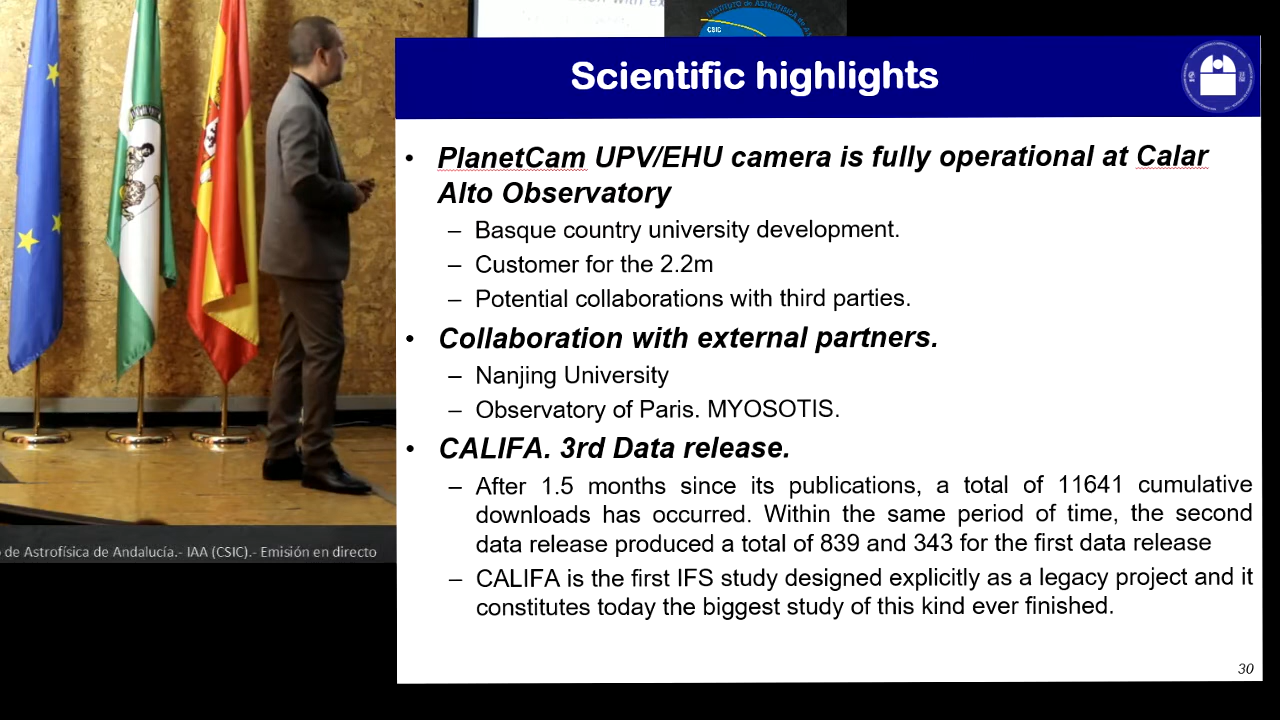 INSTITUTO de ASTROFÍSICA de
CSIC
Scientific highlights
• PlanetCam UPV/EHU camera is fully operational at Calar
Alto Observatory
– Basque country university development.
– Customer for the 2.2m
– Potential collaborations with third parties.
• Collaboration with external partners.
– Nanjing University
– Observatory of Paris. MYOSOTIS.
• CALIFA. 3rd Data release.
– After 1.5 months since its publications, a total of 11641 cumulative
downloads has occurred. Within the same period of time, the second
data release produced a total of 839 and 343 for the first data release
– CALIFA is the first IFS study designed explicitly as a legacy project and it
constitutes today the biggest study of this kind ever finished.
o de Astrofísica de Andalucía.- IAA (CSIC).- Emisión en directo
30